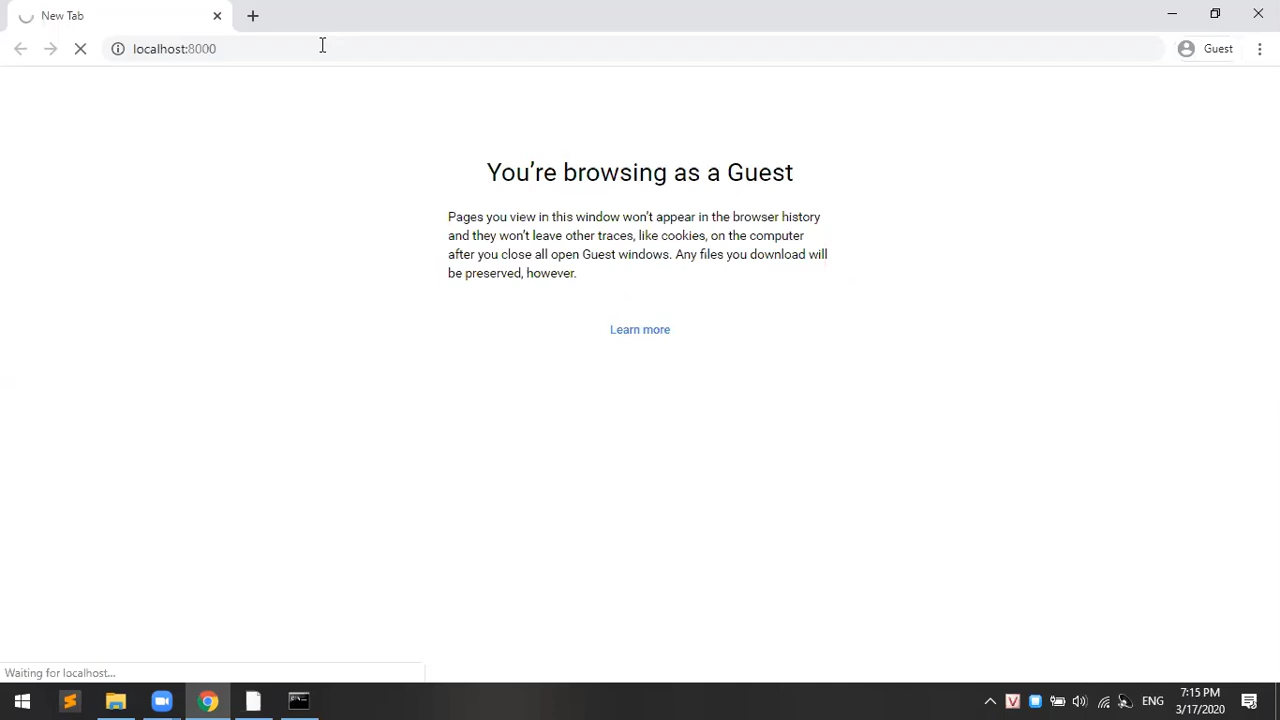 New Tab
localhost:8000
Guest
You're browsing as a Guest
Pages you view in this window won't appear in the browser history
and they won't leave other traces, like cookies, on the computer
after you close all open Guest windows. Any files you download will
be preserved, however.
Learn more
Waiting for localhost...
ENG
7:15 PM
3/17/2020